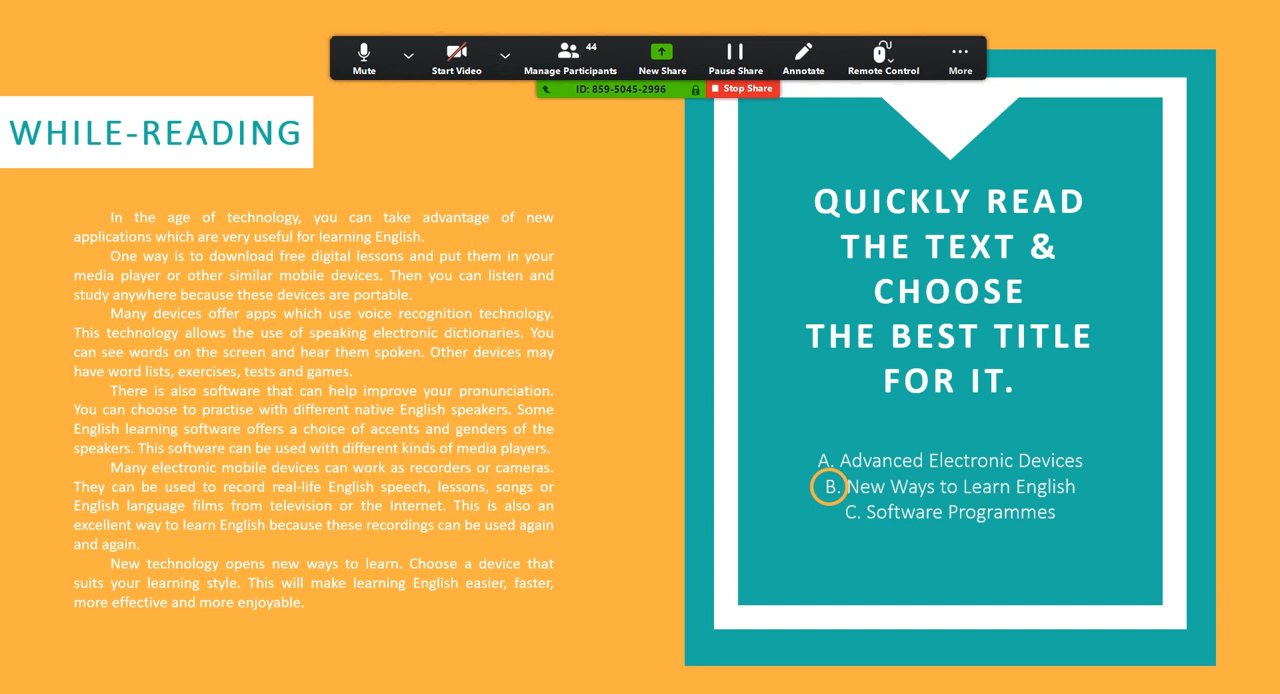 Mute
Start Video
44
Manage Participants
New Share
Pause Share
Annotate
Remote Control
More
ID: 859-5045-2996
Stop Share
WHILE-READING
In the age of technology, you can take advantage of new
applications which are very useful for learning English.
One way is to download free digital lessons and put them in your
media player or other similar mobile devices. Then you can listen and
study anywhere because these devices are portable.
Many devices offer apps which use voice recognition technology.
This technology allows the use of speaking electronic dictionaries. You
can see words on the screen and hear them spoken. Other devices may
have word lists, exercises, tests and games.
There is also software that can help improve your pronunciation.
You can choose to practise with different native English speakers. Some
English learning software offers a choice of accents and genders of the
speakers. This software can be used with different kinds of media players.
Many electronic mobile devices can work as recorders or cameras.
They can be used to record real-life English speech, lessons, songs or
English language films from television or the Internet. This is also an
excellent way to learn English because these recordings can be used again
and again.
New technology opens new ways to learn. Choose a device that
suits your learning style. This will make learning English easier, faster,
more effective and more enjoyable.
QUICKLY READ
THE TEXT &
CHOOSE
THE BEST TITLE
FOR IT.
A. Advanced Electronic Devices
B. New Ways to Learn English
C. Software Programmes